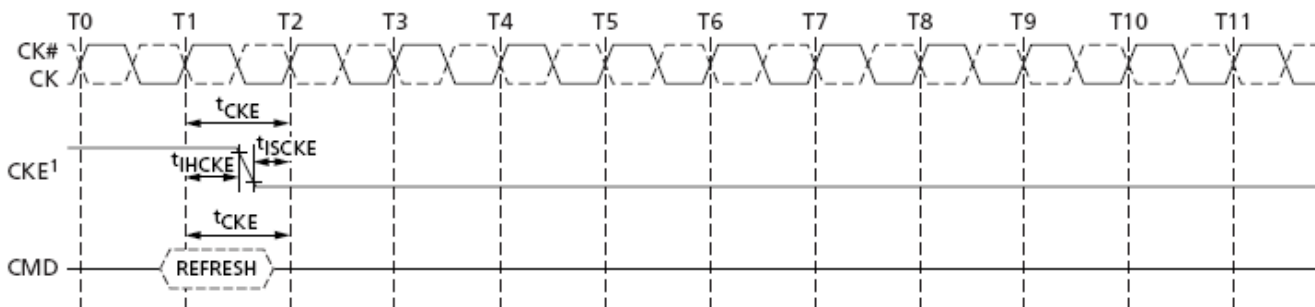 T0 T1 T2 T3 T4 T5 T6 T7 T8 T9 T10 T11
CK#
CK
tCKE
tISCKE
CKE1
tIHCKE
tCKE
CMD REFRESH